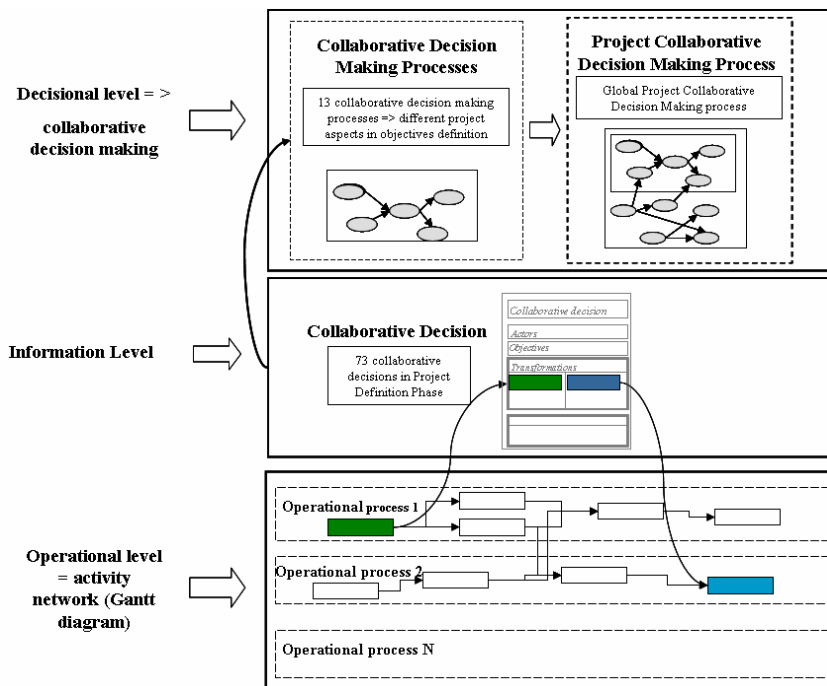 Decisional level = >
collaborative
decision making
Collaborative Decision
Making Processes
13 collaborative decision making
processes => different project
aspects in objectives definition
Project Collaborative
Decision Making Process
Global Project Collaborative
Decision Making process
Information Level
Collaborative Decision
73 collaborative
decisions in Project
Definition Phase
Collaborative decision
Actors
Objectives
Transformations
Operational level
= activity
network (Gantt
diagram)
Operational process 1
Operational process 2
Operational process N